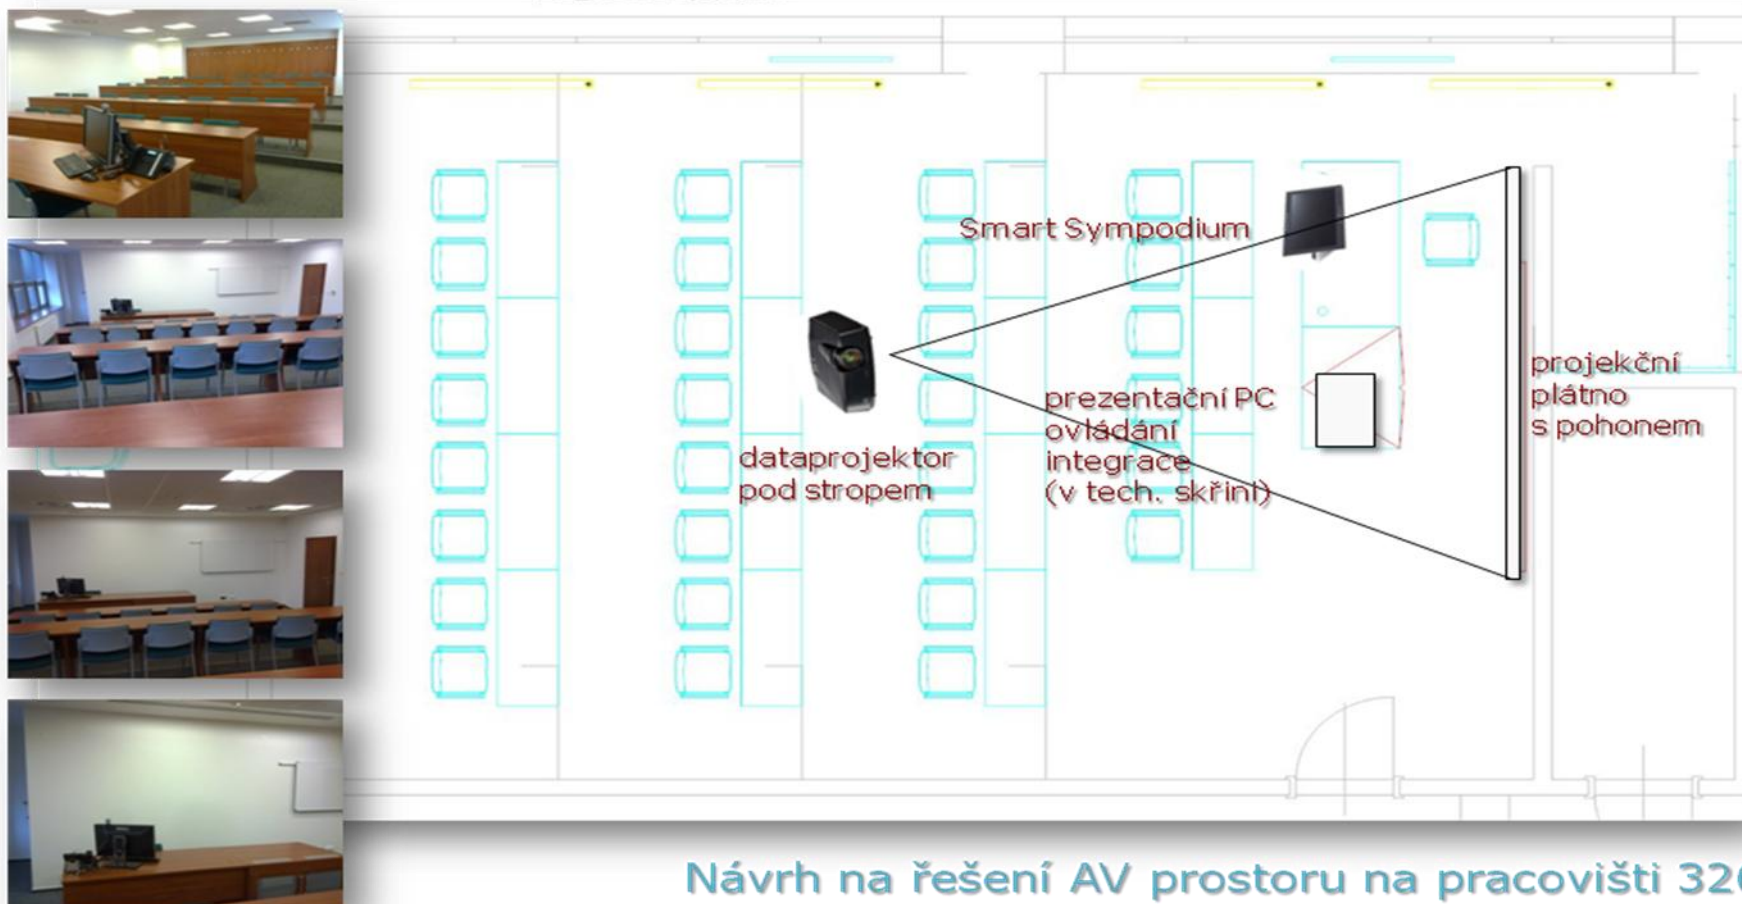 Smart Sympodium
projekční
plátno
s pohonem
prezentační PC
ovládání
integrace
(v tech. skříni)
dataprojektor
pod stropem
Návrh na řešení AV prostoru na pracovišti